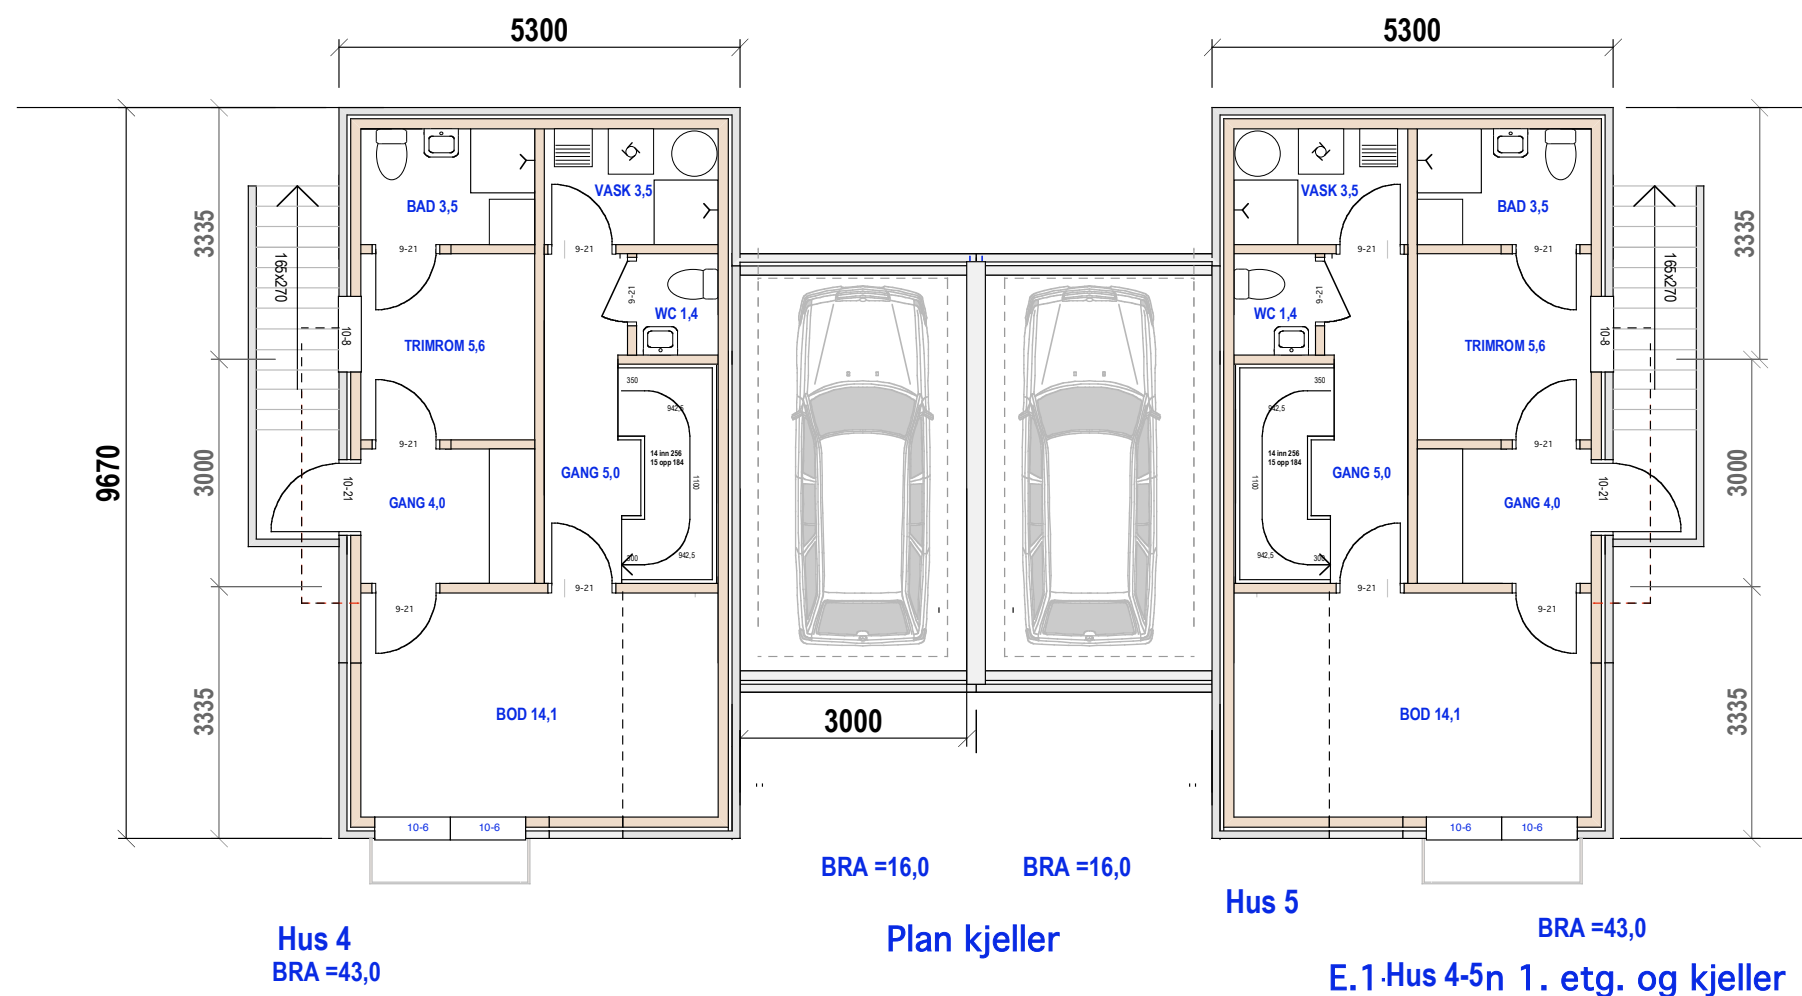 5300
5300
BAD 3,5
VASK 3,5
VASK 3,5
BAD 3,5
3335
3335
9-21
9-21
9-21
9-21
165x270
165x270
9-21
9-21
WC 1,4
WC 1,4
10-8
10-8
TRIMROM 5,6
TRIMROM 5,6
350
350
942,5
942,5
9-21
9-21
14 inn 256
15 opp 184
14 inn 256
15 opp 184
9670
3000
3000
GANG 5,0
GANG 5,0
1100
1100
10-21
10-21
GANG 4,0
GANG 4,0
300
942,5
942,5
300
9-21
9-21
9-21
9-21
3335
3335
BOD 14,1
BOD 14,1
3000
10-6
10-6
10-6
10-6
BRA =16,0
BRA =16,0
Hus 5
BRA =43,0
Hus 4
BRA =43,0
Plan kjeller
E.1 Hus 4-5n 1. etg. og kjeller